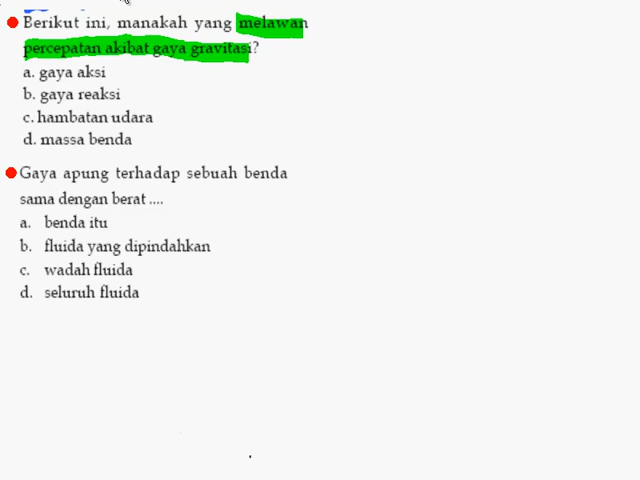 Berikut ini, manakah yang melawan
percepatan akibat gaya gravitasi?
a. gaya aksi
b. gaya reaksi
c. hambatan udara
d. massa benda
Gaya apung terhadap sebuah benda
sama dengan berat ....
a. benda itu
b. fluida yang dipindahkan
c. wadah fluida
d. seluruh fluida